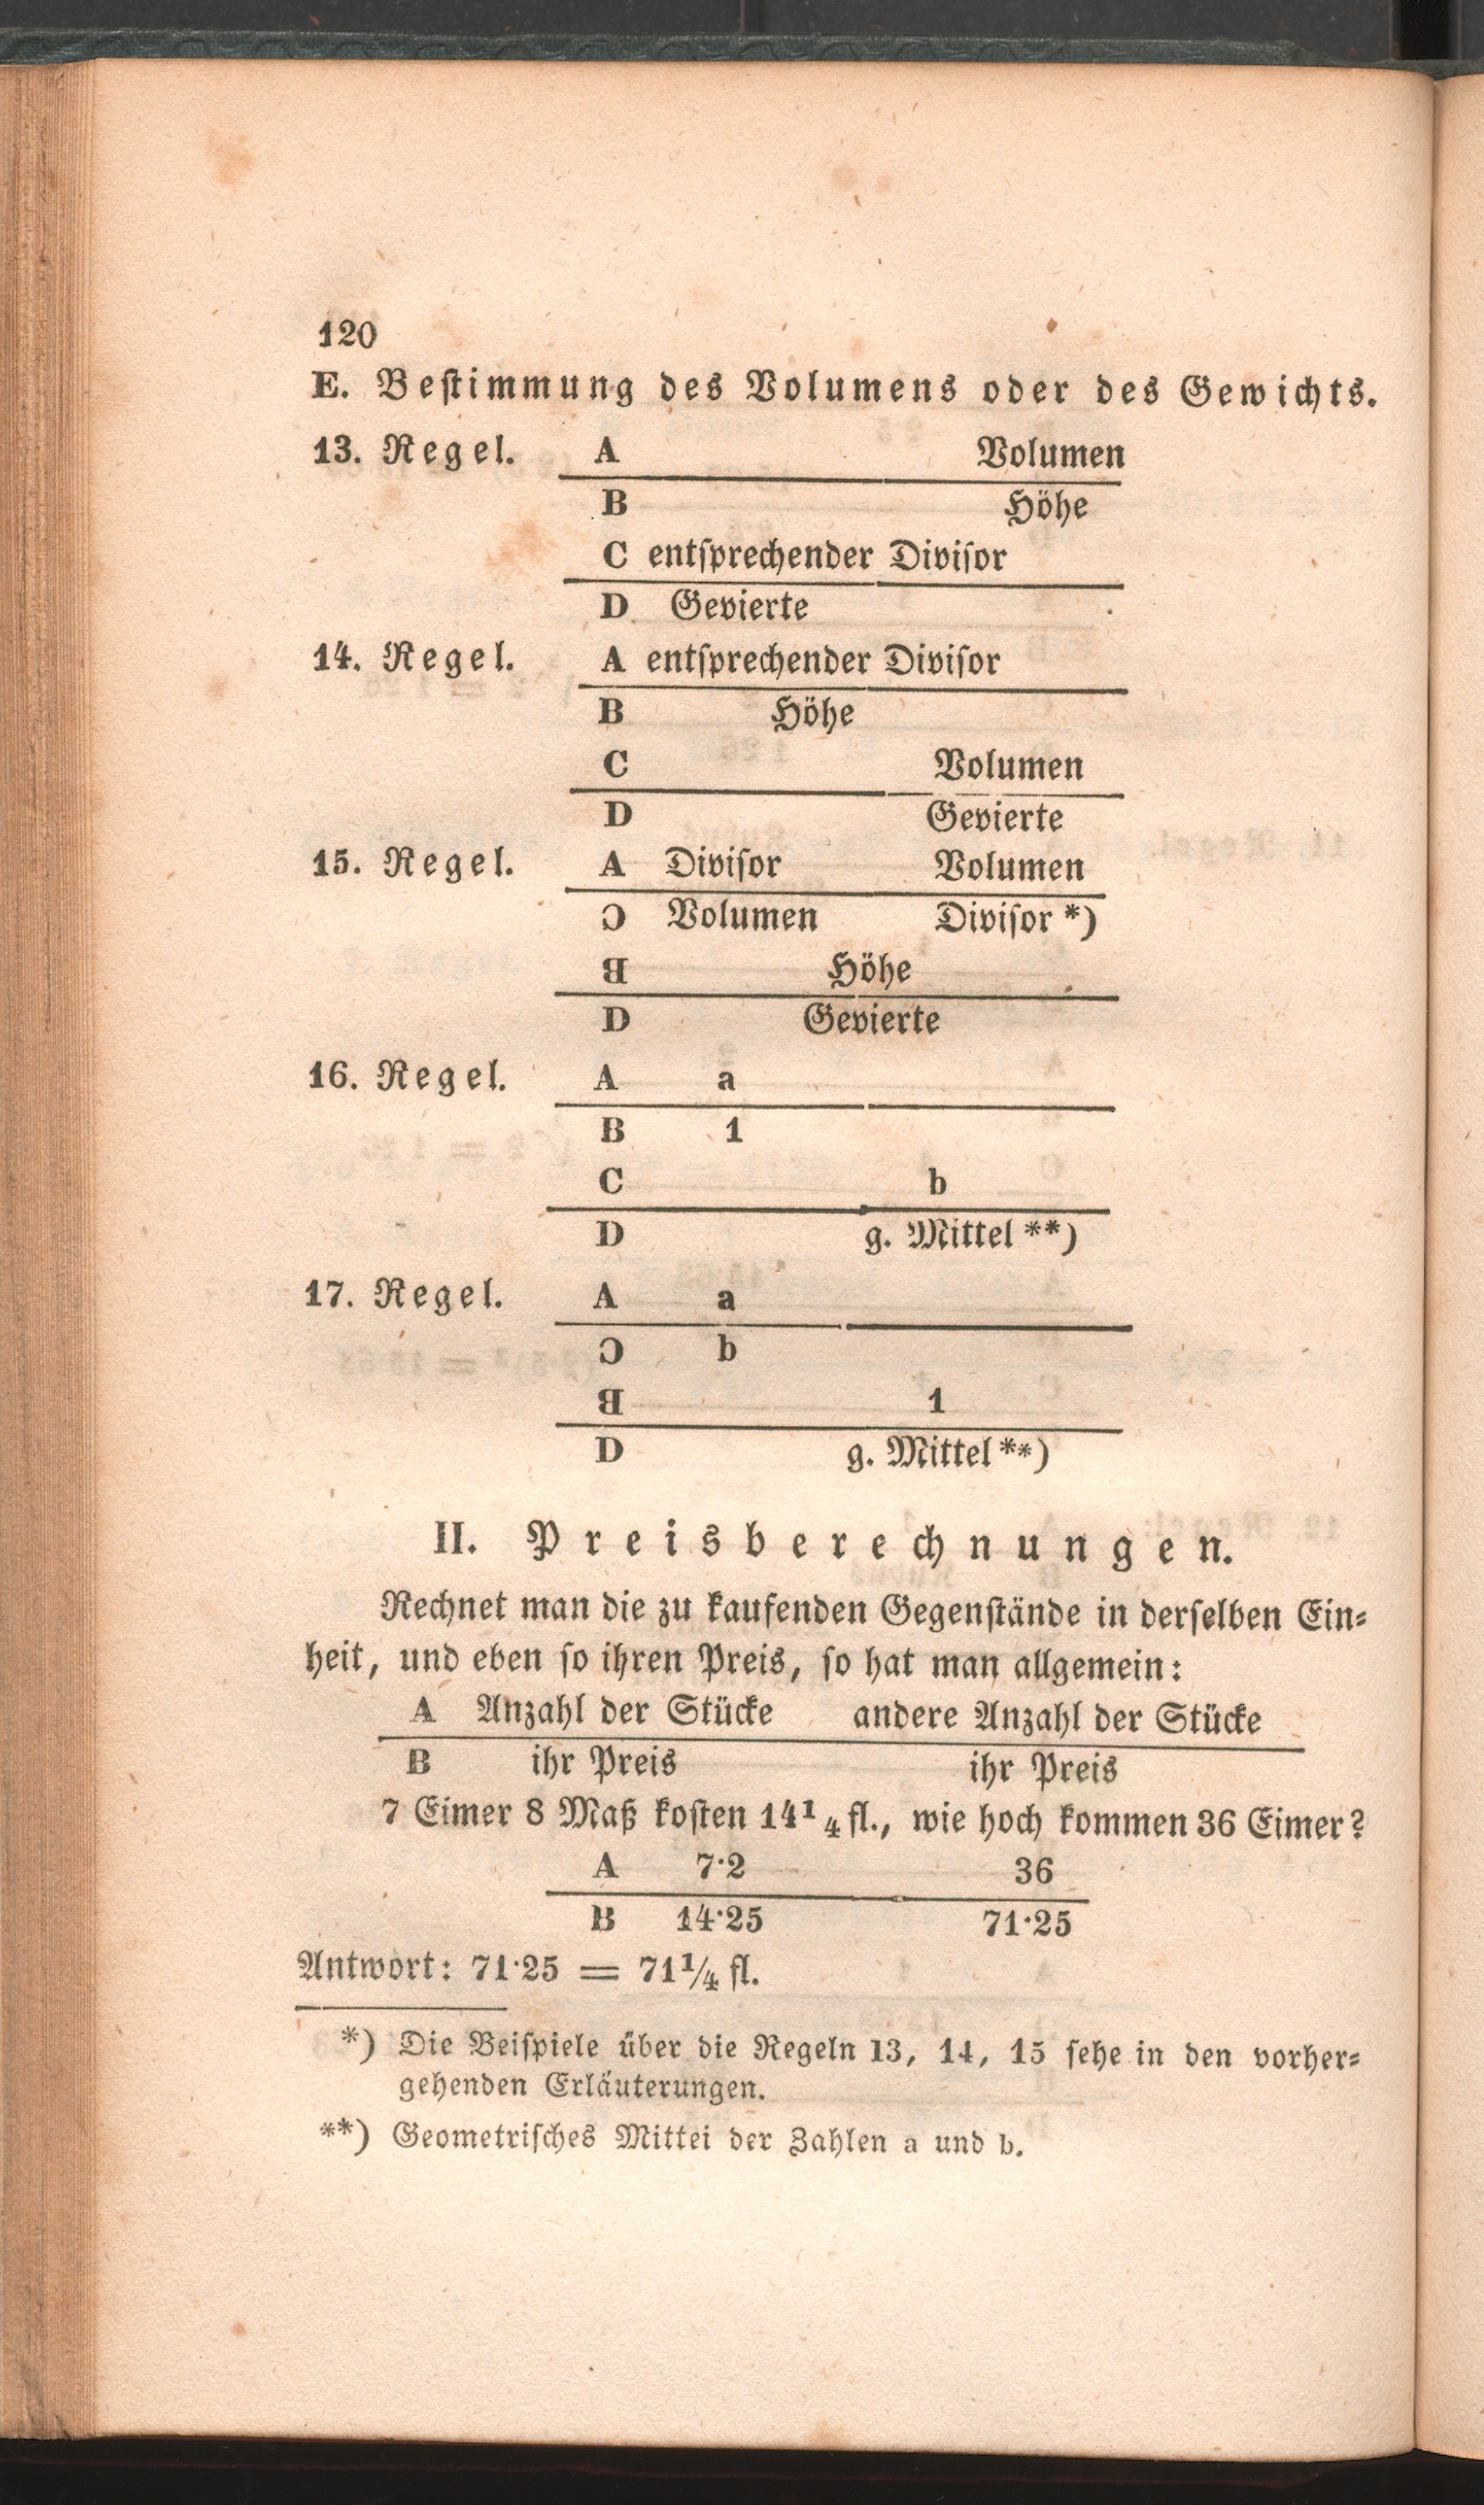 120
E. Beſtimmung des Volumens oder des Gewichts.
13. Regel. A Volumen
B Höhe
C entſprechender Diviſor
D Gevierte
14. Regel. A entſprechender Diviſor
B Höhe
C Volumen
D Gevierte
15. Regel. A Diviſor Volumen
Ɔ Volumen Diviſor *)
ᗺ Höhe
D Gevierte
16. Regel. A a
B 1
C b
D g. Mittel **)
17. Regel. A a
Ɔ b
ᗺ 1
D g. Mittel **)
II. Preisberechnungen.
Rechnet man die zu kaufenden Gegenſtände in derſelben Ein⸗
heit, und eben ſo ihren Preis, ſo hat man allgemein:
A Anzahl der Stücke andere Anzahl der Stücke
B ihr Preis ihr Preis
7 Eimer 8 Maß koſten 14 1/4 fl., wie hoch kommen 36 Eimer?
A 7·2 36
B 14·25 71·25
Antwort: 71·25 = 71 1/4 fl.
*) Die Beiſpiele über die Regeln 13, 14, 15 ſehe in den vorher⸗
gehenden Erläuterungen.
**) Geometriſches Mittei der Zahlen a und b.